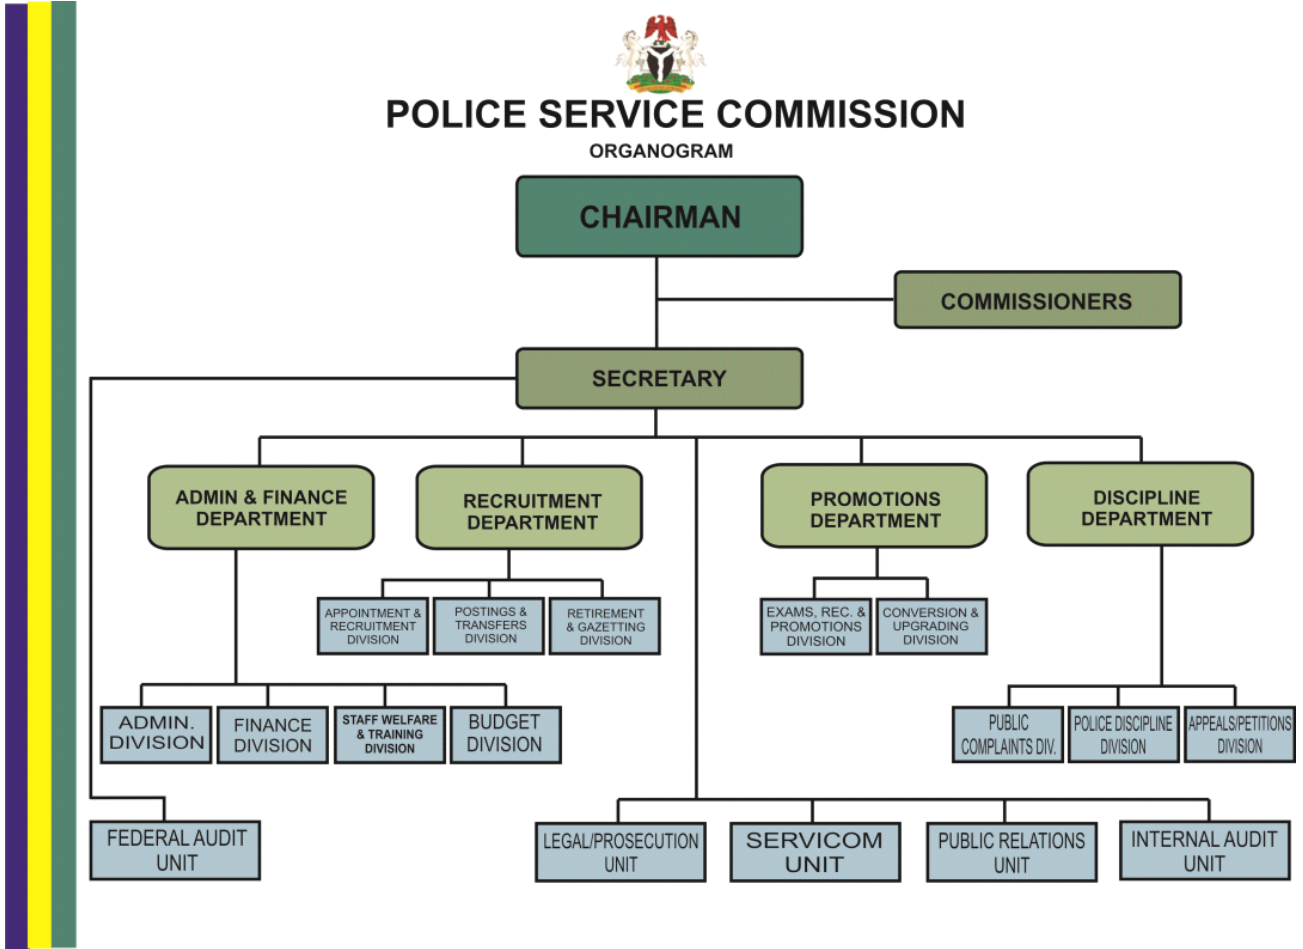 POLICE SERVICE COMMISSION
ORGANOGRAM
CHAIRMAN
COMMISSIONERS
SECRETARY
ADMIN & FINANCE
DEPARTMENT
RECRUITMENT
DEPARTMENT
PROMOTIONS
DEPARTMENT
DISCIPLINE
DEPARTMENT
APPOINTMENT &
RECRUITMENT
DIVISION
POSTINGS &
TRANSFERS
DIVISION
RETIREMENT
& GAZETTING
DIVISION
EXAMS, REC. &
PROMOTIONS
DIVISION
CONVERSION &
UPGRADING
DIVISION
ADMIN.
DIVISION
FINANCE
DIVISION
STAFF WELFARE
& TRAINING
DIVISION
BUDGET
DIVISION
PUBLIC
COMPLAINTS DIV.
POLICE DISCIPLINE
DIVISION
APPEALS/PETITIONS
DIVISION
FEDERAL AUDIT
UNIT
LEGAL/PROSECUTION
UNIT
SERVICOM
UNIT
PUBLIC RELATIONS
UNIT
INTERNAL AUDIT
UNIT